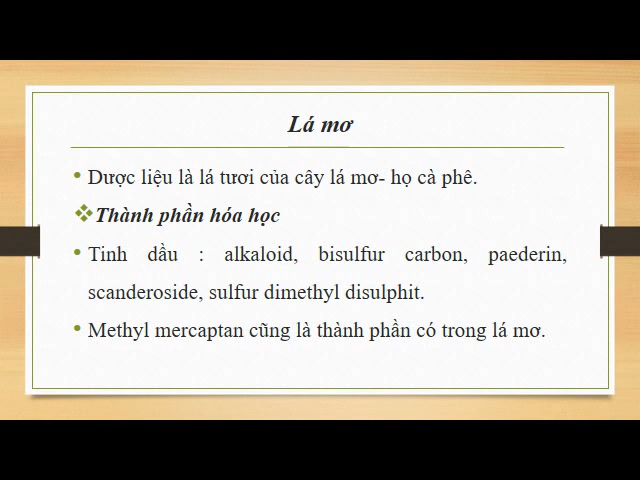 Lá mơ
• Dược liệu là lá tươi của cây lá mơ- họ cà phê.
❖Thành phần hóa học
• Tinh dầu : alkaloid, bisulfur carbon, paederin,
scanderoside, sulfur dimethyl disulphit.
• Methyl mercaptan cũng là thành phần có trong lá mơ.